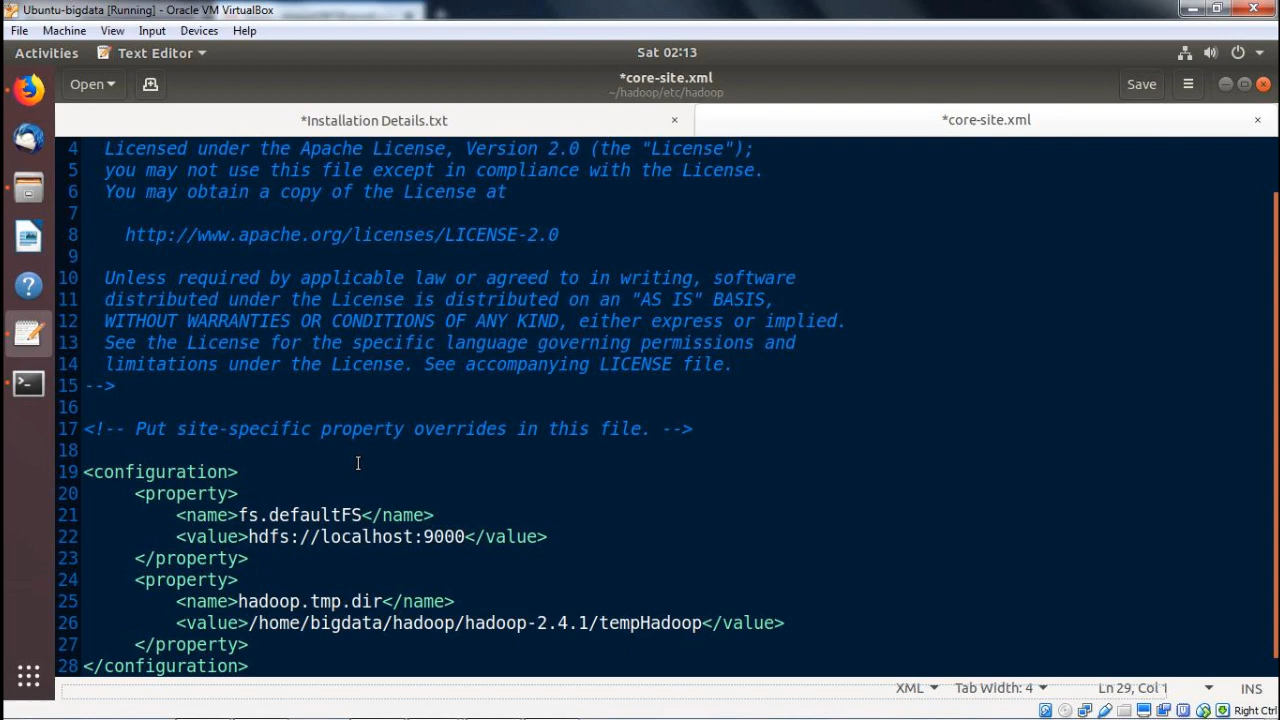 Ubuntu-bigdata [Running] - Oracle VM VirtualBox
File Machine View Input Devices Help
Activities Text Editor Sat 02:13
Open *core-site.xml Save
~/hadoop/etc/hadoop
*Installation Details.txt × *core-site.xml ×
4 Licensed under the Apache License, Version 2.0 (the "License");
5 you may not use this file except in compliance with the License.
6 You may obtain a copy of the License at
7
8 http://www.apache.org/licenses/LICENSE-2.0
9
10 Unless required by applicable law or agreed to in writing, software
11 distributed under the License is distributed on an "AS IS" BASIS,
12 WITHOUT WARRANTIES OR CONDITIONS OF ANY KIND, either express or implied.
13 See the License for the specific language governing permissions and
14 limitations under the License. See accompanying LICENSE file.
15 -->
16
17 <!-- Put site-specific property overrides in this file. -->
18
19 <configuration>
20 <property>
21 <name>fs.defaultFS</name>
22 <value>hdfs://localhost:9000</value>
23 </property>
24 <property>
25 <name>hadoop.tmp.dir</name>
26 <value>/home/bigdata/hadoop/hadoop-2.4.1/tempHadoop</value>
27 </property>
28 </configuration>
XML Tab Width: 4 Ln 29, Col 1 INS
Right Ctrl